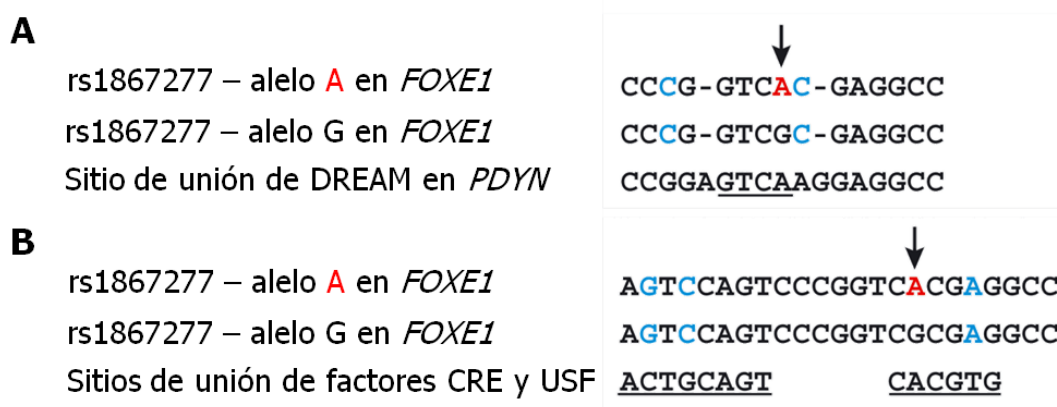 A
rs1867277 – alelo A en FOXE1 CCCG-GTCAC-GAGGCC
rs1867277 – alelo G en FOXE1 CCCG-GTCGC-GAGGCC
Sitio de unión de DREAM en PDYN CCGGAGTCAAGGAGGCC
B
rs1867277 – alelo A en FOXE1 AGTCCAGTCCCGGTCACGAGGCC
rs1867277 – alelo G en FOXE1 AGTCCAGTCCCGGTCGCGAGGCC
Sitios de unión de factores CRE y USF ACTGCAGT CACGTG